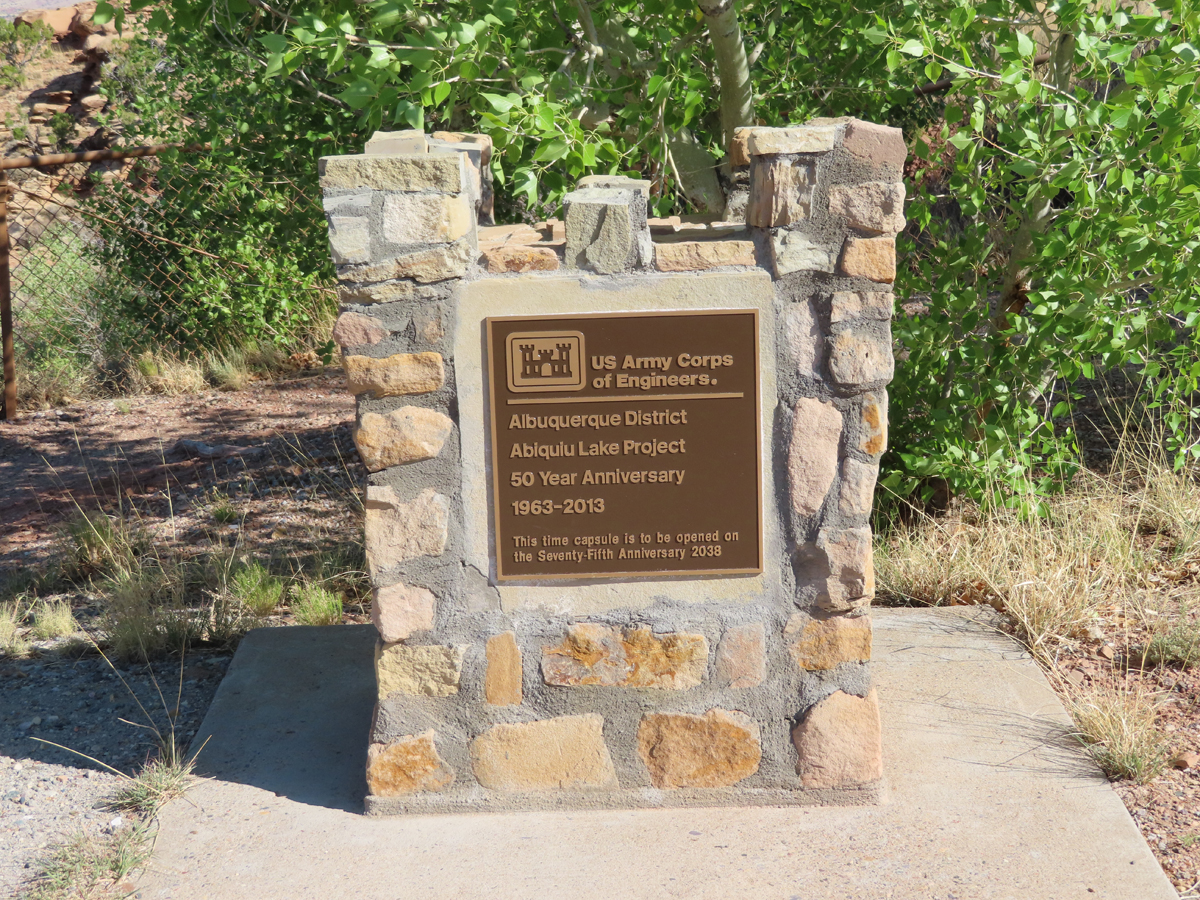 US Army Corps
of Engineers®
Albuquerque District
Abiquiu Lake Project
50 Year Anniversary
1963-2013
This time capsule is to be opened on
the Seventy-Fifth Anniversary 2038